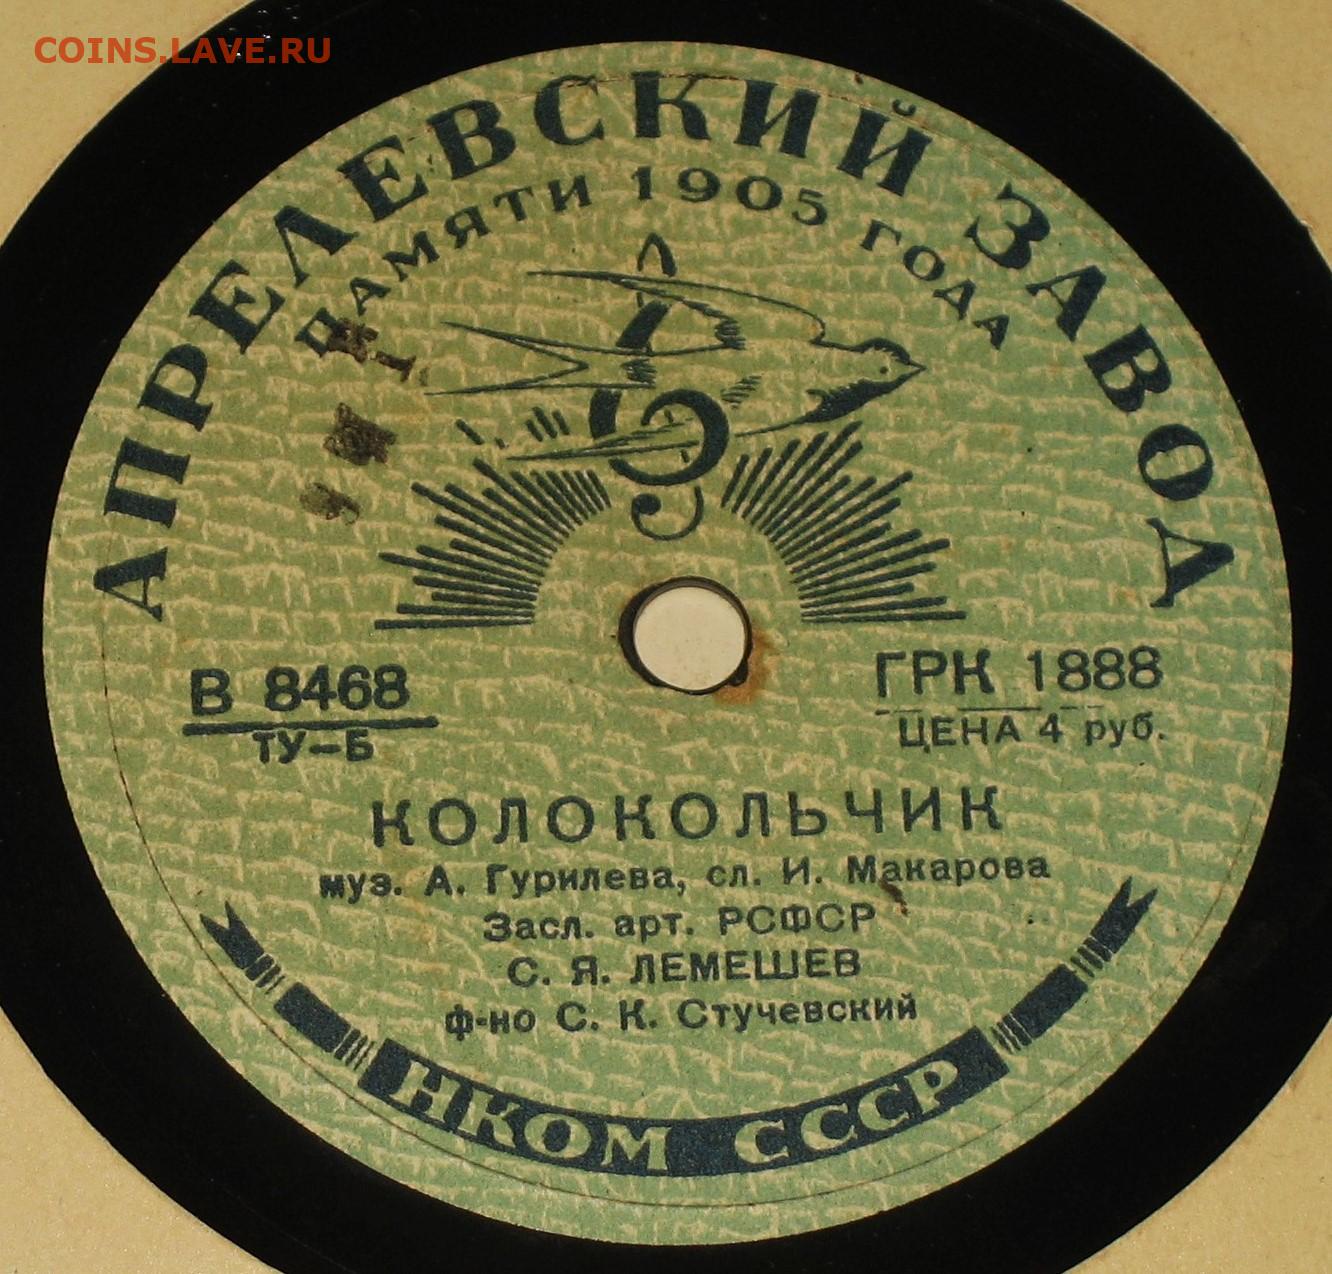 COINS.LAVE.RU
АПРЕЛЕВСКИЙ ЗАВОД
ПАМЯТИ 1905 ГОДА
В 8468
ТУ—Б
ГРК 1888
ЦЕНА 4 руб.
КОЛОКОЛЬЧИК
муз. А. Гурилева, сл. И. Макарова
Засл. арт. РСФСР
С. Я. ЛЕМЕШЕВ
ф-но С. К. Стучевский
НКОМ СССР